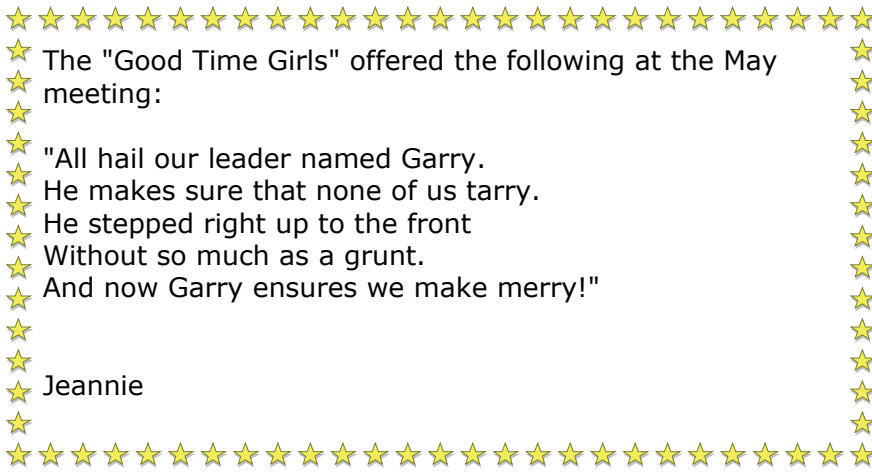 The "Good Time Girls" offered the following at the May
meeting:
"All hail our leader named Garry.
He makes sure that none of us tarry.
He stepped right up to the front
Without so much as a grunt.
And now Garry ensures we make merry!"
Jeannie